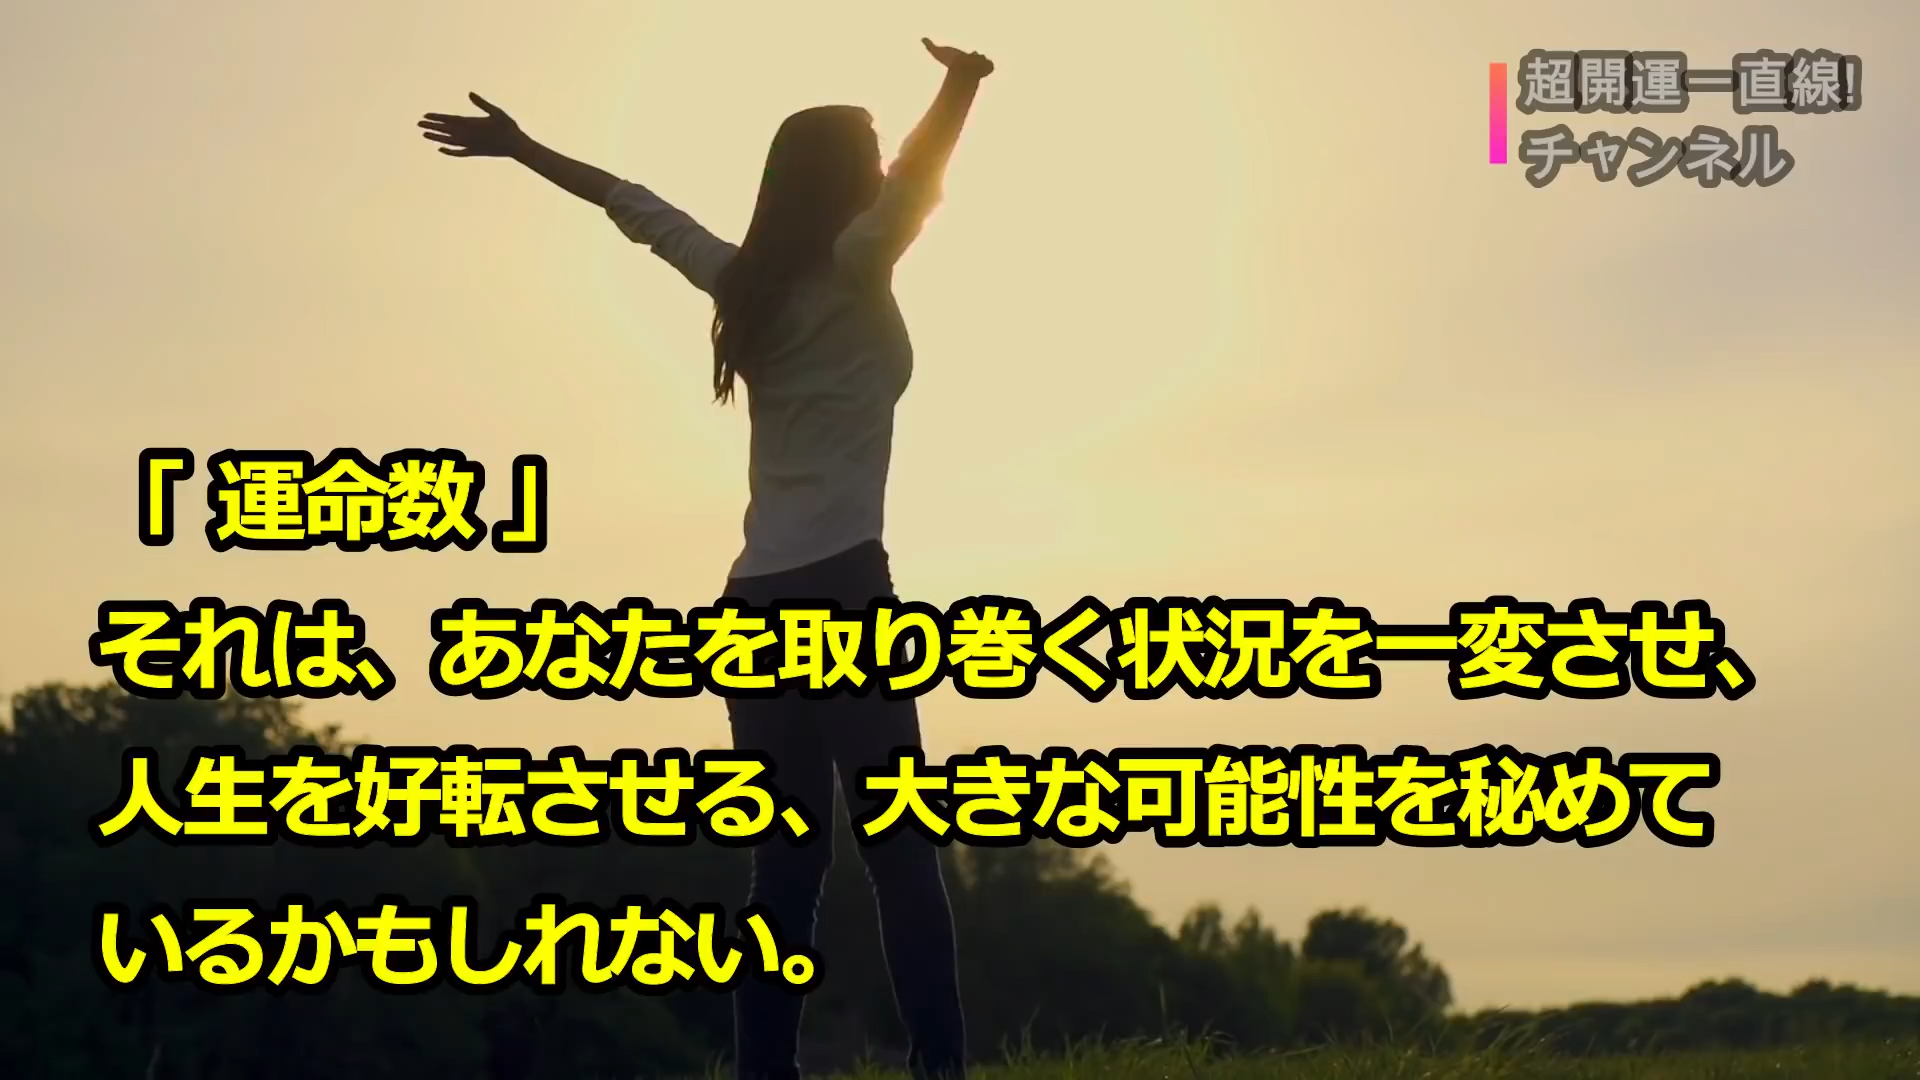 超開運一直線!
チャンネル
「 運命数 」
それは、あなたを取り巻く状況を一変させ、
人生を好転させる、大きな可能性を秘めて
いるかもしれない。